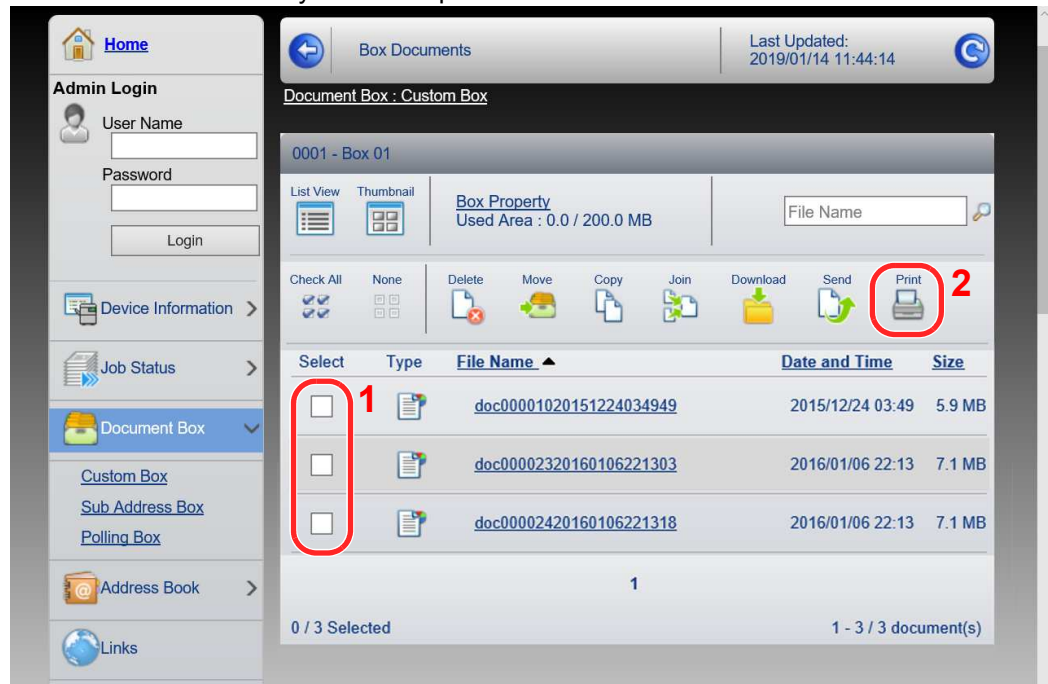 Home
Admin Login
User Name
Password
Login
Device Information
Job Status
Document Box
Custom Box
Sub Address Box
Polling Box
Address Book
Links
Box Documents
Last Updated:
2019/01/14 11:44:14
Document Box : Custom Box
0001 - Box 01
List View Thumbnail
Box Property
Used Area : 0.0 / 200.0 MB
File Name
Check All None Delete Move Copy Join Download Send Print 2
Select Type File Name Date and Time Size
1 doc00001020151224034949 2015/12/24 03:49 5.9 MB
doc00002320160106221303 2016/01/06 22:13 7.1 MB
doc00002420160106221318 2016/01/06 22:13 7.1 MB
1
0 / 3 Selected 1 - 3 / 3 document(s)